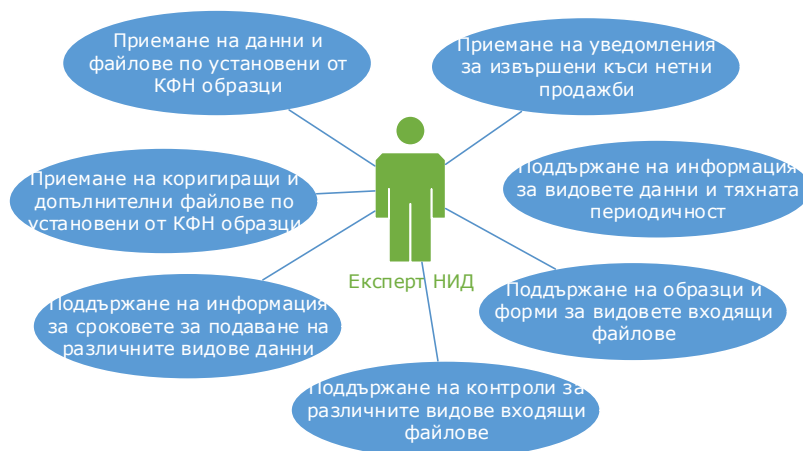 Приемане на данни и
файлове по установени от
КФН образци
Приемане на уведомления
за извършени къси нетни
продажби
Поддържане на информация
за видовете данни и тяхната
периодичност
Приемане на коригиращи и
допълнителни файлове по
установени от КФН образци
Експерт НИД
Поддържане на информация
за сроковете за подаване на
различните видове данни
Поддържане на образци и
форми за видовете входящи
файлове
Поддържане на контроли за
различните видове входящи
файлове